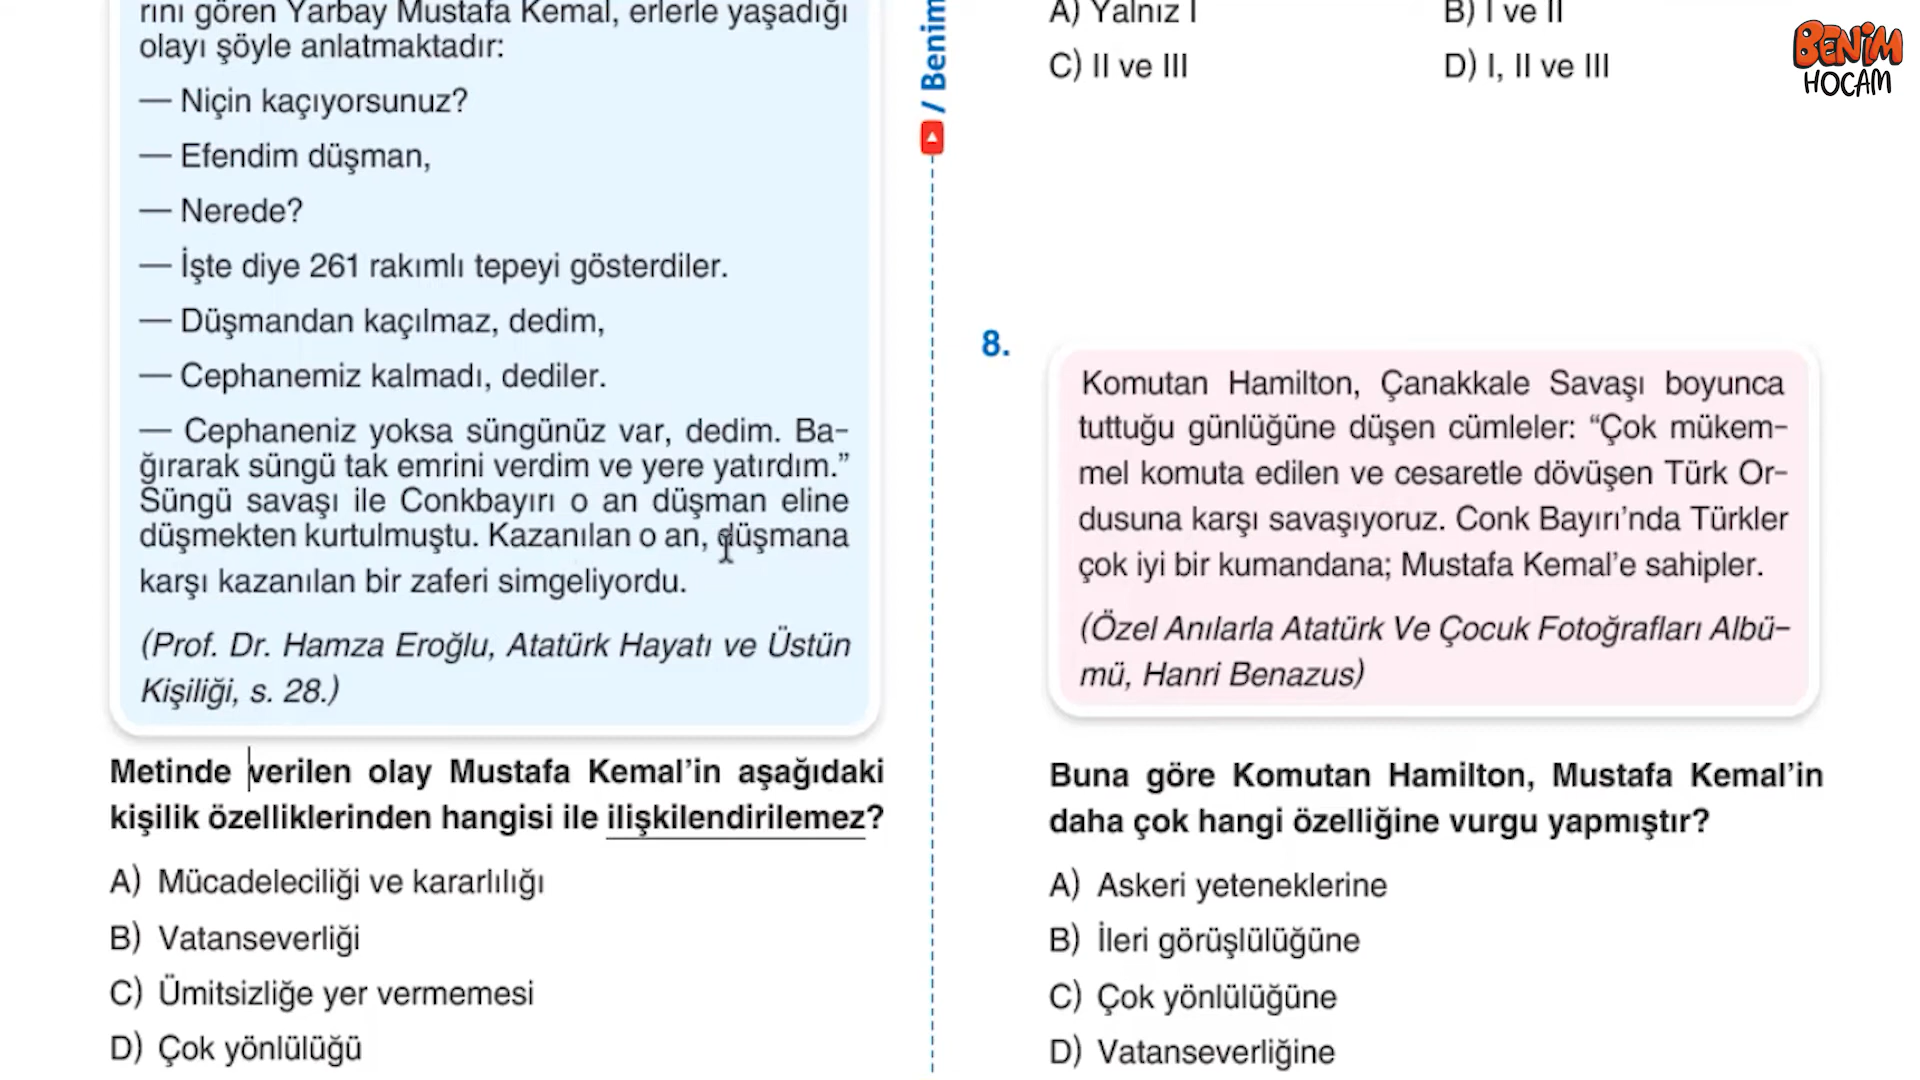 rını gören Yarbay Mustafa Kemal, erlerle yaşadığı
olayı şöyle anlatmaktadır:
— Niçin kaçıyorsunuz?
— Efendim düşman,
— Nerede?
— İşte diye 261 rakımlı tepeyi gösterdiler.
— Düşmandan kaçılmaz, dedim,
— Cephanemiz kalmadı, dediler.
— Cephaneniz yoksa süngünüz var, dedim. Ba-
ğırarak süngü tak emrini verdim ve yere yatırdım.”
Süngü savaşı ile Conkbayırı o an düşman eline
düşmekten kurtulmuştu. Kazanılan o an, düşmana
karşı kazanılan bir zaferi simgeliyordu.
(Prof. Dr. Hamza Eroğlu, Atatürk Hayatı ve Üstün
Kişiliği, s. 28.)
Metinde verilen olay Mustafa Kemal’in aşağıdaki
kişilik özelliklerinden hangisi ile ilişkilendirilemez?
A) Mücadeleciliği ve kararlılığı
B) Vatanseverliği
C) Ümitsizliğe yer vermemesi
D) Çok yönlülüğü
/ Benim
A) Yalnız I
B) I ve II
C) II ve III
D) I, II ve III
BENİM
HOCAM
8.
Komutan Hamilton, Çanakkale Savaşı boyunca
tuttuğu günlüğüne düşen cümleler: “Çok mükem-
mel komuta edilen ve cesaretle dövüşen Türk Or-
dusuna karşı savaşıyoruz. Conk Bayırı’nda Türkler
çok iyi bir kumandana; Mustafa Kemal’e sahipler.
(Özel Anılarla Atatürk Ve Çocuk Fotoğrafları Albü-
mü, Hanri Benazus)
Buna göre Komutan Hamilton, Mustafa Kemal’in
daha çok hangi özelliğine vurgu yapmıştır?
A) Askeri yeteneklerine
B) İleri görüşlülüğüne
C) Çok yönlülüğüne
D) Vatanseverliğine